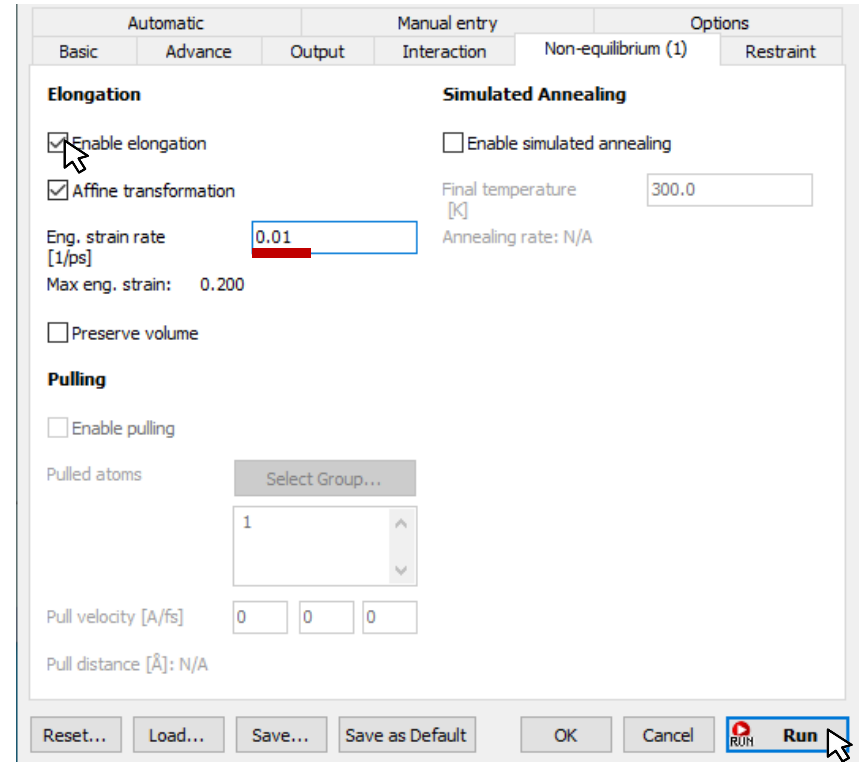 Automatic Manual entry Options
Basic Advance Output Interaction Non-equilibrium (1) Restraint
Elongation
Simulated Annealing
Enable elongation
Enable simulated annealing
Affine transformation
Final temperature 300.0
[K]
Eng. strain rate 0.01
[1/ps]
Annealing rate: N/A
Max eng. strain: 0.200
Preserve volume
Pulling
Enable pulling
Pulled atoms Select Group...
1
Pull velocity [A/fs] 0 0 0
Pull distance [Å]: N/A
Reset... Load... Save... Save as Default OK Cancel RUN Run